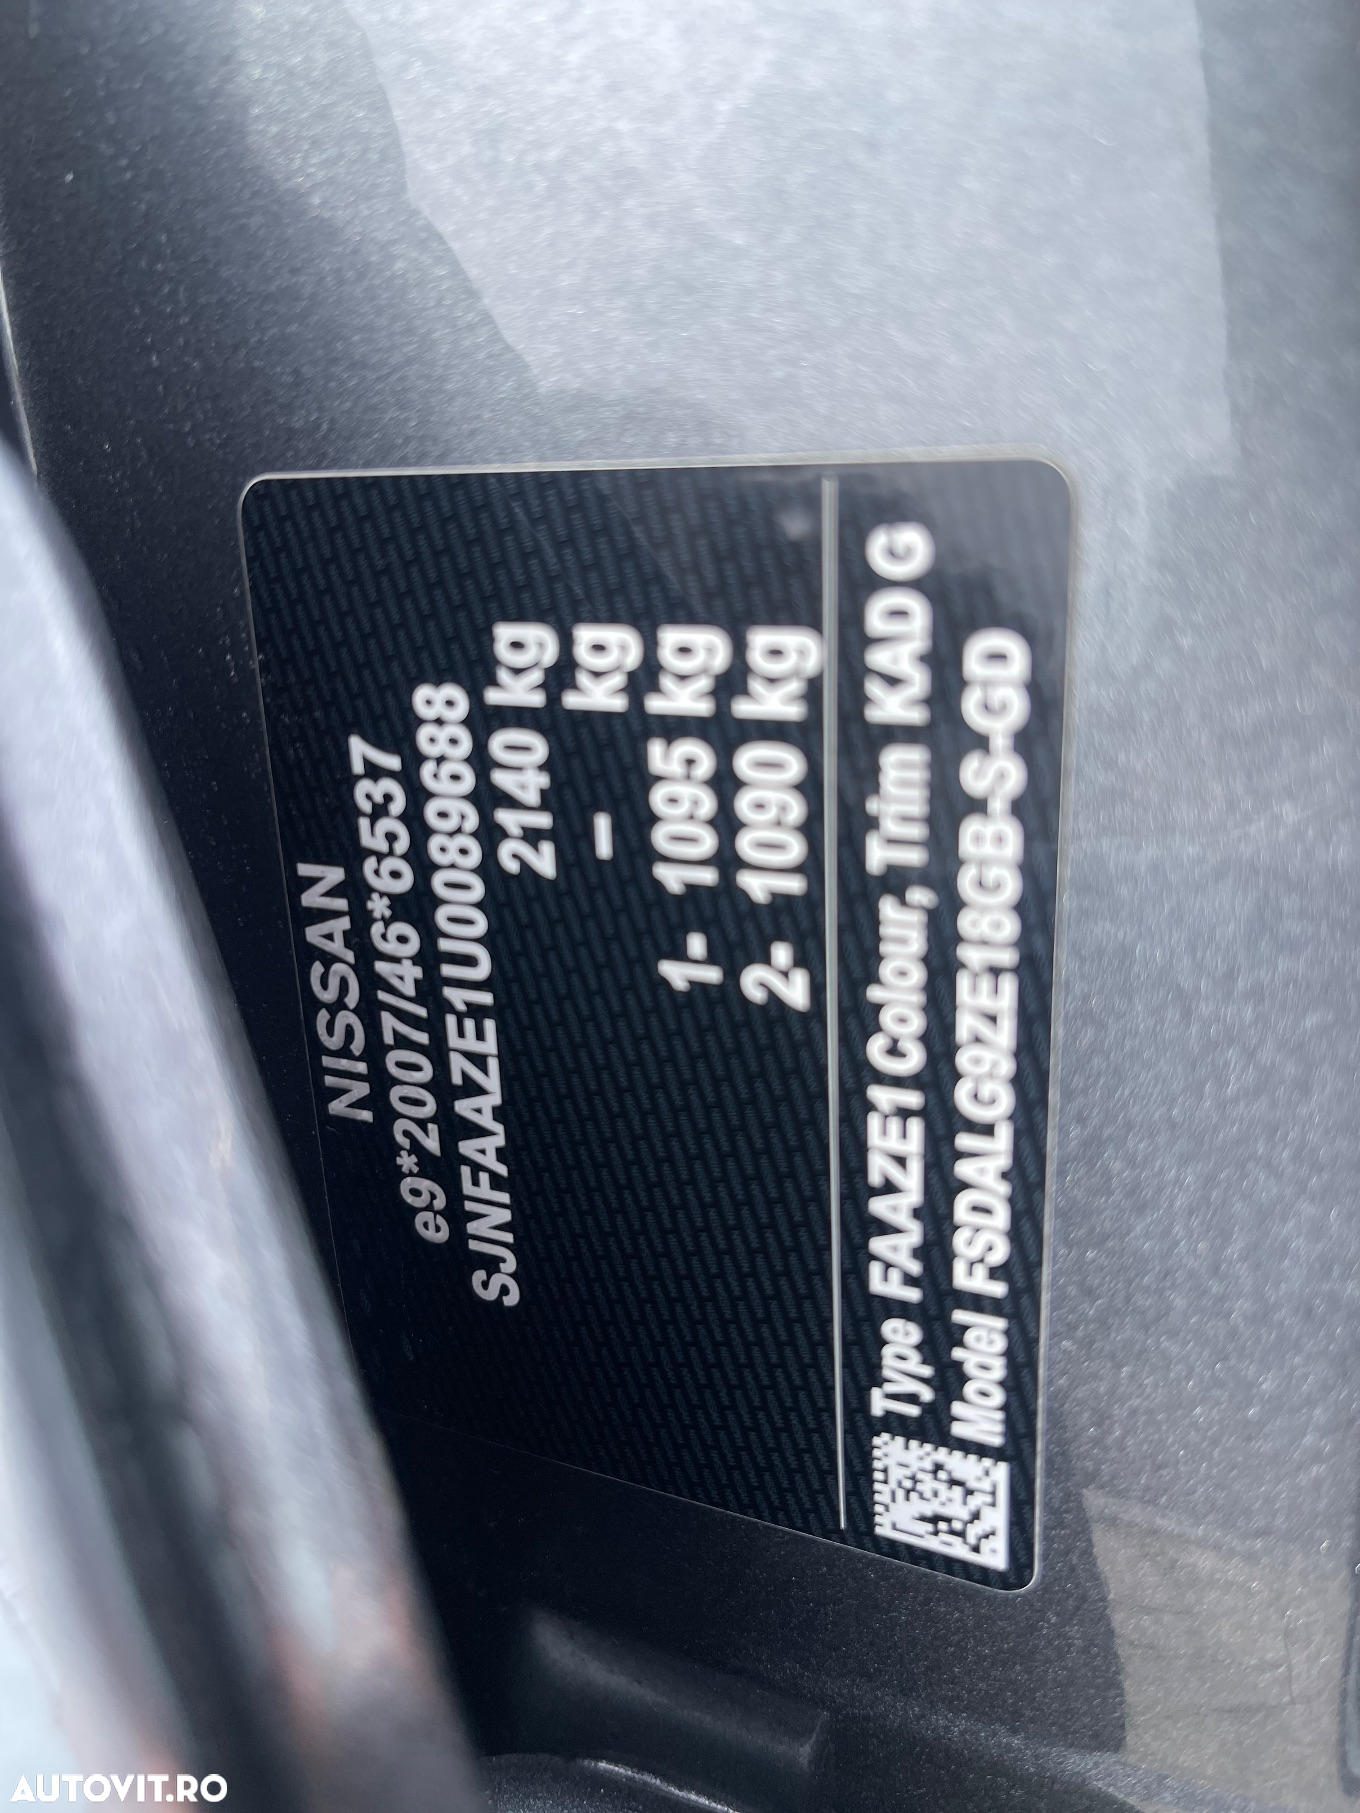 NISSAN
e9*2007/46*6537
SJNFAAZE1U0089688
2140 kg
- kg
1- 1095 kg
2- 1090 kg
Type FAAZE1 Colour, Trim KAD G
Model FSDALG9ZE18GB-S-GD
AUTOVIT.RO